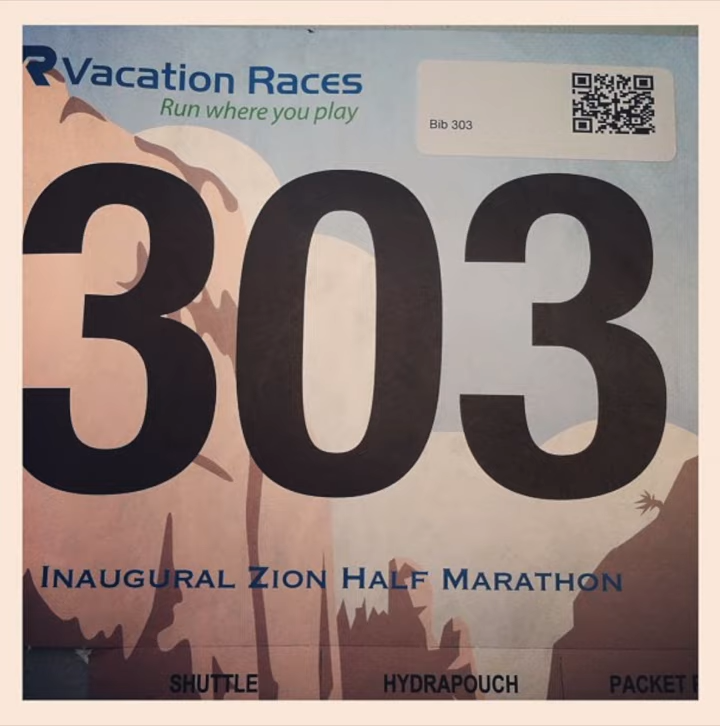 Vacation Races
Run where you play
Bib 303
303
INAUGURAL ZION HALF MARATHON
SHUTTLE HYDRAPOUCH PACKET